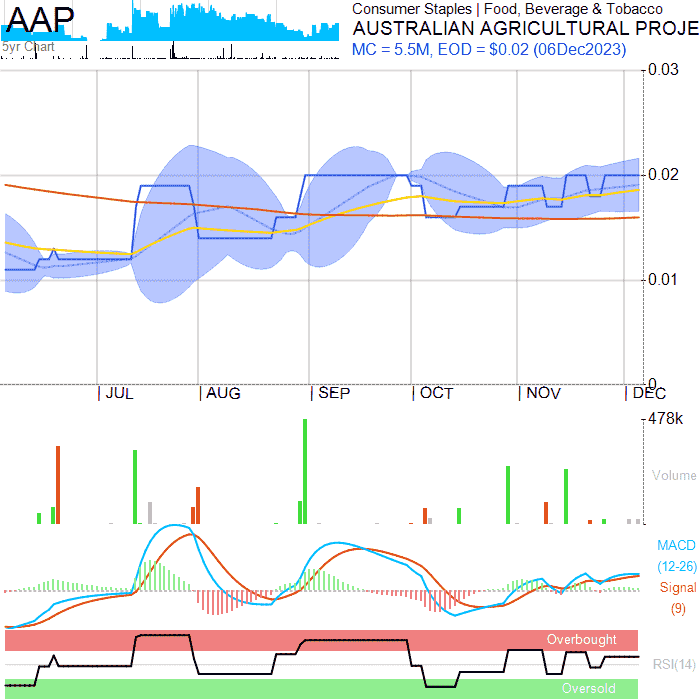 AAP
5yr Chart
Consumer Staples | Food, Beverage & Tobacco
AUSTRALIAN AGRICULTURAL PROJE
MC = 5.5M, EOD = $0.02 (06Dec2023)
0.03
0.02
0.01
0
JUL AUG SEP OCT NOV DEC
478k
Volume
MACD
(12-26)
Signal
(9)
Overbought
RSI(14)
Oversold